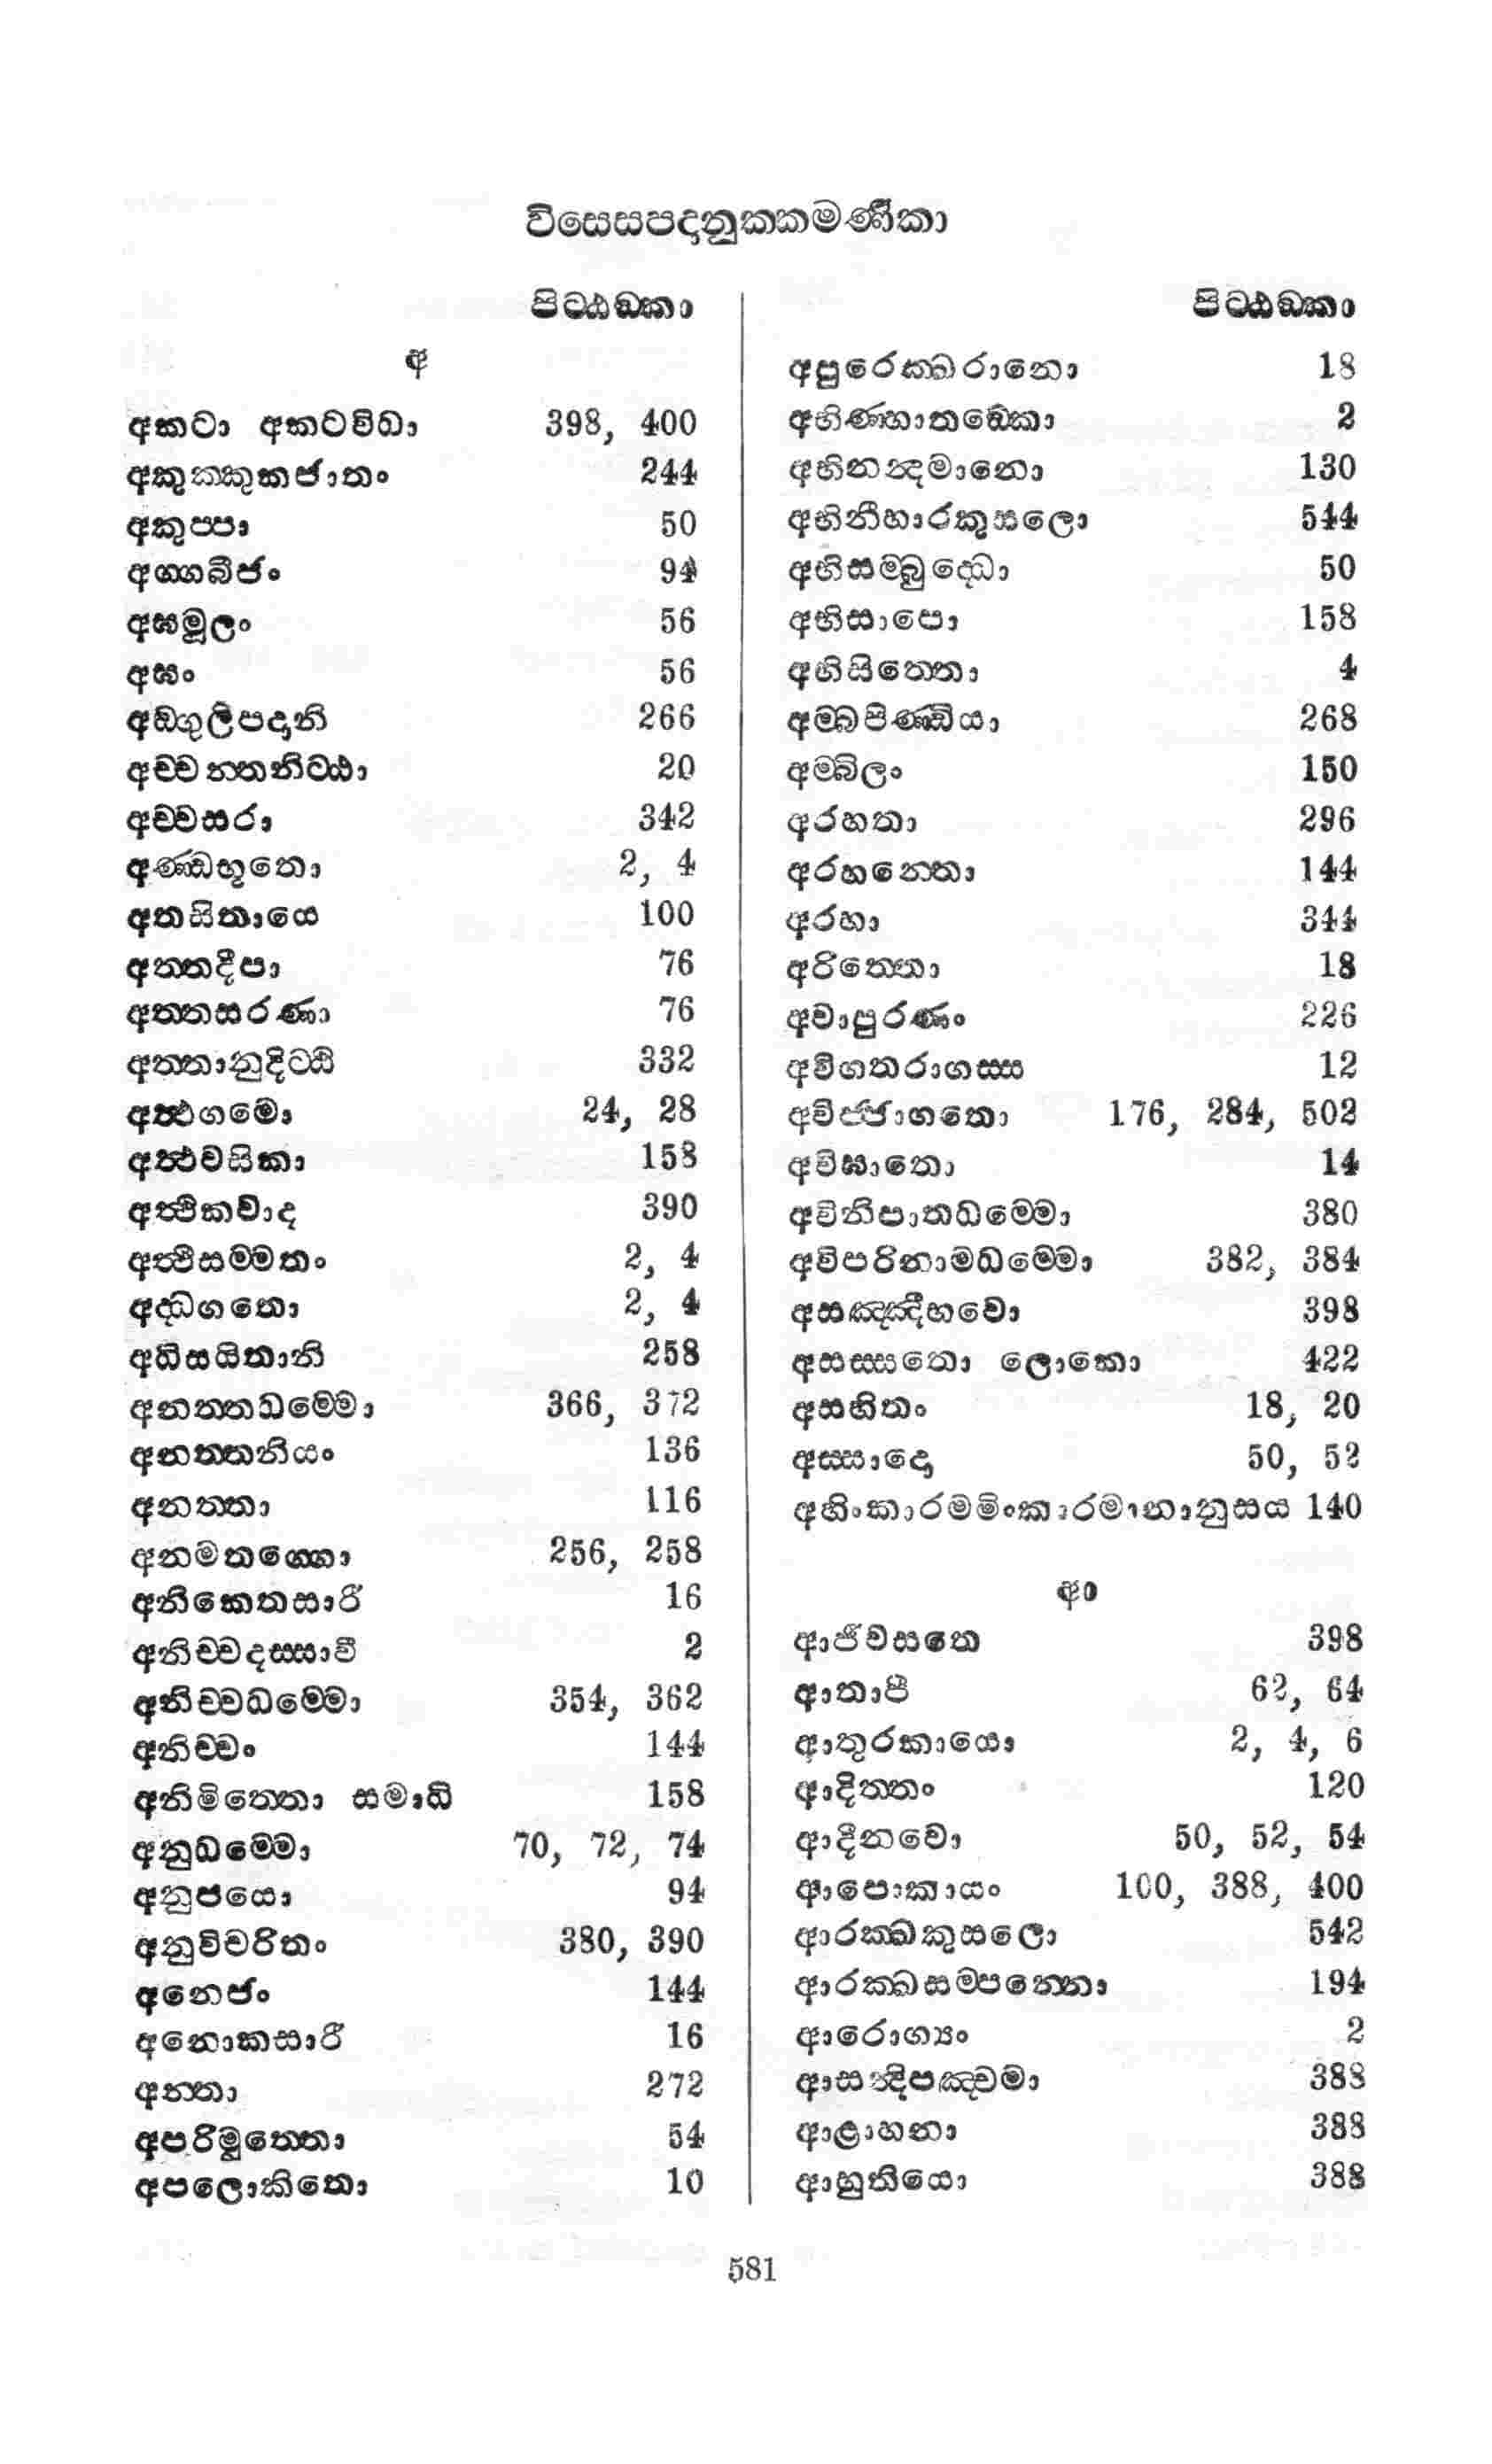 විසෙසපදානුක්කමණිකා
පිට්ඨඞ්කා
අ
අකටා අකටවිධා 398, 400
අකුක්කුකජාතං 244
අකුප්පා 50
අග්ගබීජං 94
අඝමූලං 56
අඝං 56
අඞ්ගුලිපදානි 266
අච්චන්තනිට්ඨා 20
අච්චසරා 342
අණ්ඩභූතො 2, 4
අතසිතායෙ 100
අත්තදීපා 76
අත්තසරණා 76
අත්තානුදිට්ඨි 332
අත්ථගමො 24, 28
අත්ථවසිකා 158
අත්ථිකවාද 390
අත්ථිසම්මතං 2, 4
අද්ධගතො 2, 4
අධිසයිතානි 258
අනත්තධම්මො 366, 372
අනත්තනියං 136
අනත්තා 116
අනමතග්ගො 256, 258
අනිකෙතසාරී 16
අනිච්චදස්සාවී 2
අනිච්චධම්මො 354, 362
අනිච්චං 144
අනිමිත්තො සමාධි 158
අනුධම්මො 70, 72, 74
අනුපයො 94
අනුවිචරිතං 380, 390
අනෙජං 144
අනොකසාරී 16
අන්තා 272
අපරිමුත්තො 54
අපලොකිතො 10
පිට්ඨඞ්කා
අපුරෙක්ඛරානො 18
අභිණ්හාතඞ්කො 2
අභිනන්දමානො 130
අභිනීහාරකුසලො 544
අභිසම්බුද්ධො 50
අභිසාපො 158
අභිසිත්තො 4
අම්බපිණ්ඩියා 268
අම්බිලං 150
අරහතා 296
අරහන්තො 144
අරහා 344
අරිත්තො 18
අවාපුරණං 226
අවිගතරාගස්ස 12
අවිජ්ජාගතො 176, 284, 502
අවිඝාතො 14
අවිනිපාතධම්මො 380
අවිපරිනාමධම්මො 382, 384
අසඤ්ඤීභවො 398
අසස්සතො ලොකො 422
අසහිතං 18, 20
අස්සාදො 50, 52
අහිංකාරමමිංකාරමානානුසය 140
ආ
ආජීවසතෙ 398
ආතාපී 62, 64
ආතුරකායො 2, 4, 6
ආදිත්තං 120
ආදීනවො 50, 52, 54
ආපොකායං 100, 388, 400
ආරක්ඛකුසලො 542
ආරක්ඛසම්පත්තො 194
ආරොග්‍යං 2
ආසන්දිපඤ්චමා 388
ආළාහනා 388
ආහුතියො 388
581